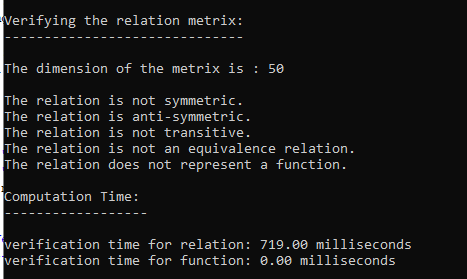 Verifying the relation metrix:
------------------------------
The dimension of the metrix is : 50
The relation is not symmetric.
The relation is anti-symmetric.
The relation is not transitive.
The relation is not an equivalence relation.
The relation does not represent a function.
Computation Time:
------------------
verification time for relation: 719.00 milliseconds
verification time for function: 0.00 milliseconds